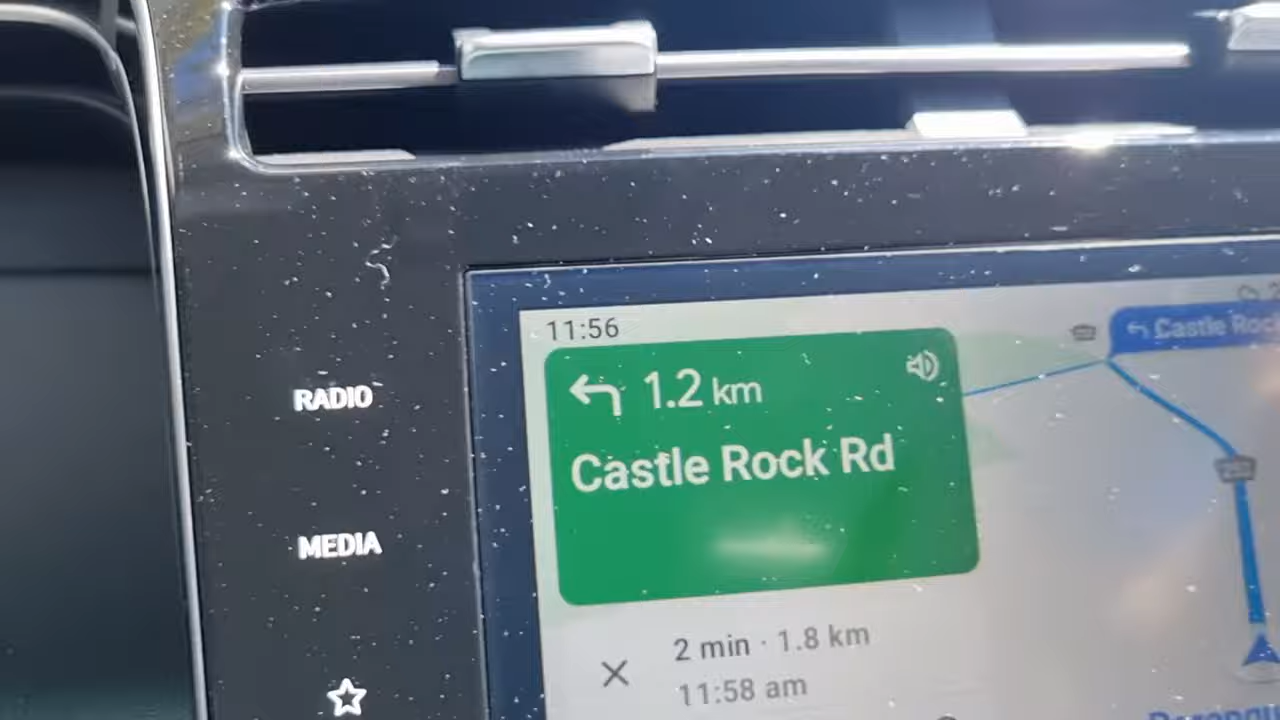 11:56
1.2 km
Castle Rock Rd
Castle Rock
RADIO
MEDIA
2 min · 1.8 km
11:58 am